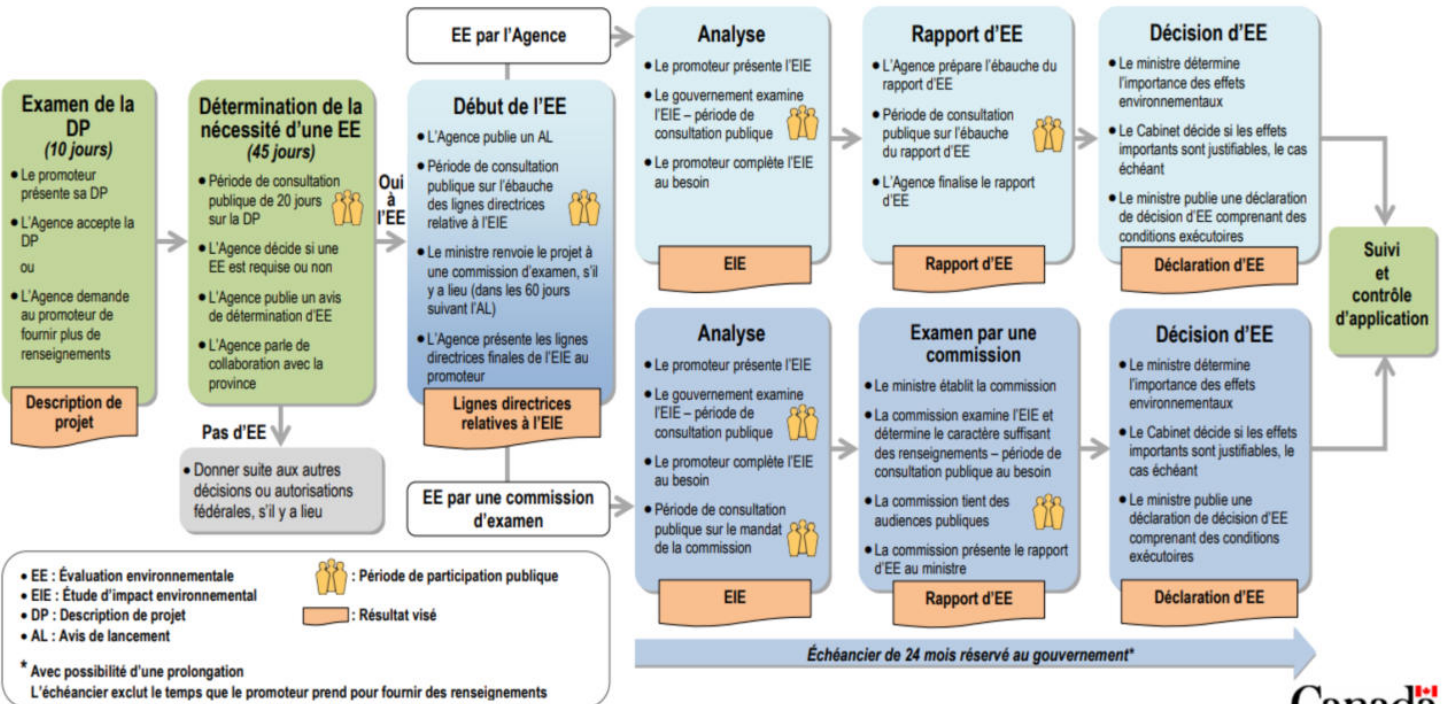 Examen de la
DP
(10 jours)
• Le promoteur
présente sa DP
• L'Agence accepte la
DP
ou
• L'Agence demande
au promoteur de
fournir plus de
renseignements
Description de
projet
Détermination de la
nécessité d'une EE
(45 jours)
• Période de consultation
publique de 20 jours
sur la DP
• L'Agence décide si une
EE est requise ou non
• L'Agence publie un avis
de détermination d'EE
• L'Agence parle de
collaboration avec la
province
Pas d'EE
• Donner suite aux autres
décisions ou autorisations
fédérales, s'il y a lieu
Oui
à
l'EE
EE par l'Agence
Début de l'EE
• L'Agence publie un AL
• Période de consultation
publique sur l'ébauche
des lignes directrices
relative à l'EIE
• Le ministre renvoie le projet à
une commission d'examen, s'il
y a lieu (dans les 60 jours
suivant l'AL)
• L'Agence présente les lignes
directrices finales de l'EIE au
promoteur
Lignes directrices
relatives à l'EIE
EE par une commission
d'examen
Analyse
• Le promoteur présente l'EIE
• Le gouvernement examine
l'EIE – période de
consultation publique
• Le promoteur complète l'EIE
au besoin
EIE
Rapport d'EE
• L'Agence prépare l'ébauche du
rapport d'EE
• Période de consultation
publique sur l'ébauche
du rapport d'EE
• L'Agence finalise le rapport
d'EE
Rapport d'EE
Décision d'EE
• Le ministre détermine
l'importance des effets
environnementaux
• Le Cabinet décide si les effets
importants sont justifiables, le cas
échéant
• Le ministre publie une déclaration
de décision d'EE comprenant des
conditions exécutoires
Déclaration d'EE
Analyse
• Le promoteur présente l'EIE
• Le gouvernement examine
l'EIE – période de
consultation publique
• Le promoteur complète l'EIE
au besoin
• Période de consultation
publique sur le mandat
de la commission
EIE
Examen par une
commission
• Le ministre établit la commission
• La commission examine l'EIE et
détermine le caractère suffisant
des renseignements – période de
consultation publique au besoin
• La commission tient des
audiences publiques
• La commission présente le rapport
d'EE au ministre
Rapport d'EE
Décision d'EE
• Le ministre détermine
l'importance des effets
environnementaux
• Le Cabinet décide si les effets
importants sont justifiables, le
cas échéant
• Le ministre publie une
déclaration de décision d'EE
comprenant des conditions
exécutoires
Déclaration d'EE
Suivi
et
contrôle
d'application
Échéancier de 24 mois réservé au gouvernement*
• EE : Évaluation environnementale
• EIE : Étude d'impact environnemental
• DP : Description de projet
• AL : Avis de lancement
: Période de participation publique
: Résultat visé
* Avec possibilité d'une prolongation
L'échéancier exclut le temps que le promoteur prend pour fournir des renseignements
Canada